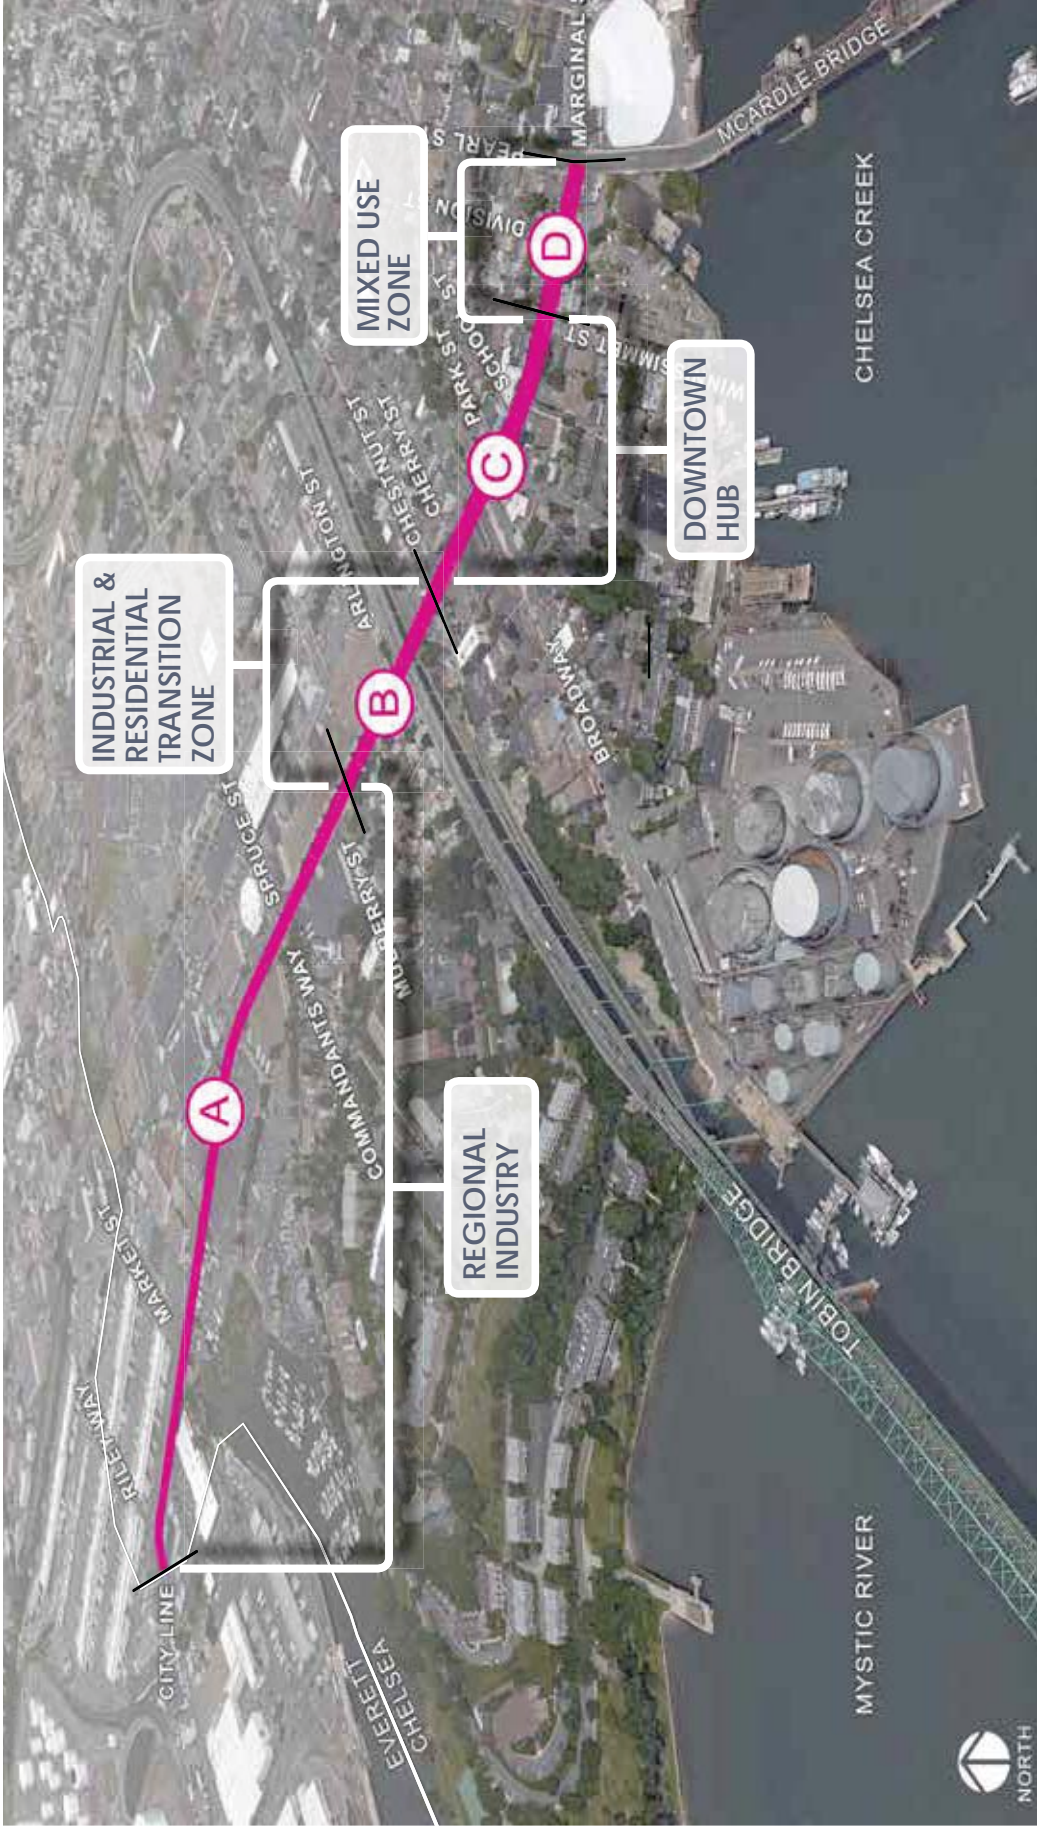 CITY LINE
EVERETT
CHELSEA
RILEY WAY
MARKET ST
A
REGIONAL
INDUSTRY
COMMANDANTS WAY
SPRUCE ST
MULBERRY ST
INDUSTRIAL &
RESIDENTIAL
TRANSITION
ZONE
B
ARLINGTON ST
CHESTNUT ST
CHERRY ST
BROADWAY
C
PARK ST
SCHOOL ST
DOWNTOWN
HUB
WINNISIMMET ST
MIXED USE
ZONE
D
DIVISION ST
PEARL ST
MARGINAL
MCARDLE BRIDGE
CHELSEA CREEK
TOBIN BRIDGE
MYSTIC RIVER
NORTH